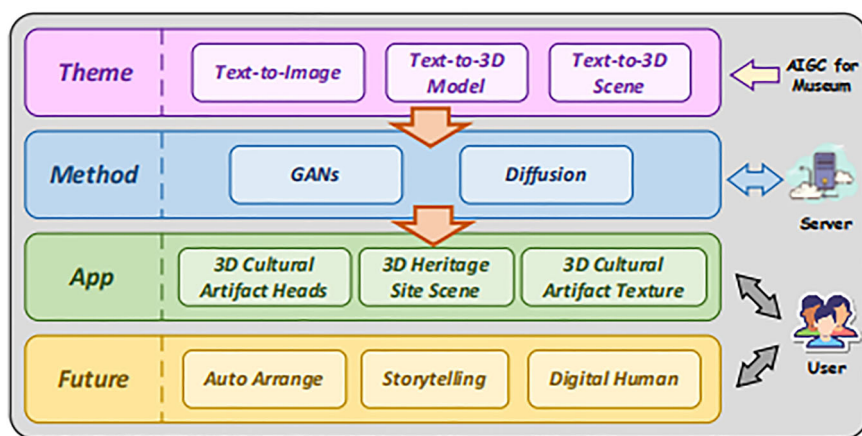 Theme
Text-to-Image
Text-to-3D
Model
Text-to-3D
Scene
AIGC for
Museum
Method
GANs
Diffusion
Server
App
3D Cultural
Artifact Heads
3D Heritage
Site Scene
3D Cultural
Artifact Texture
User
Future
Auto Arrange
Storytelling
Digital Human